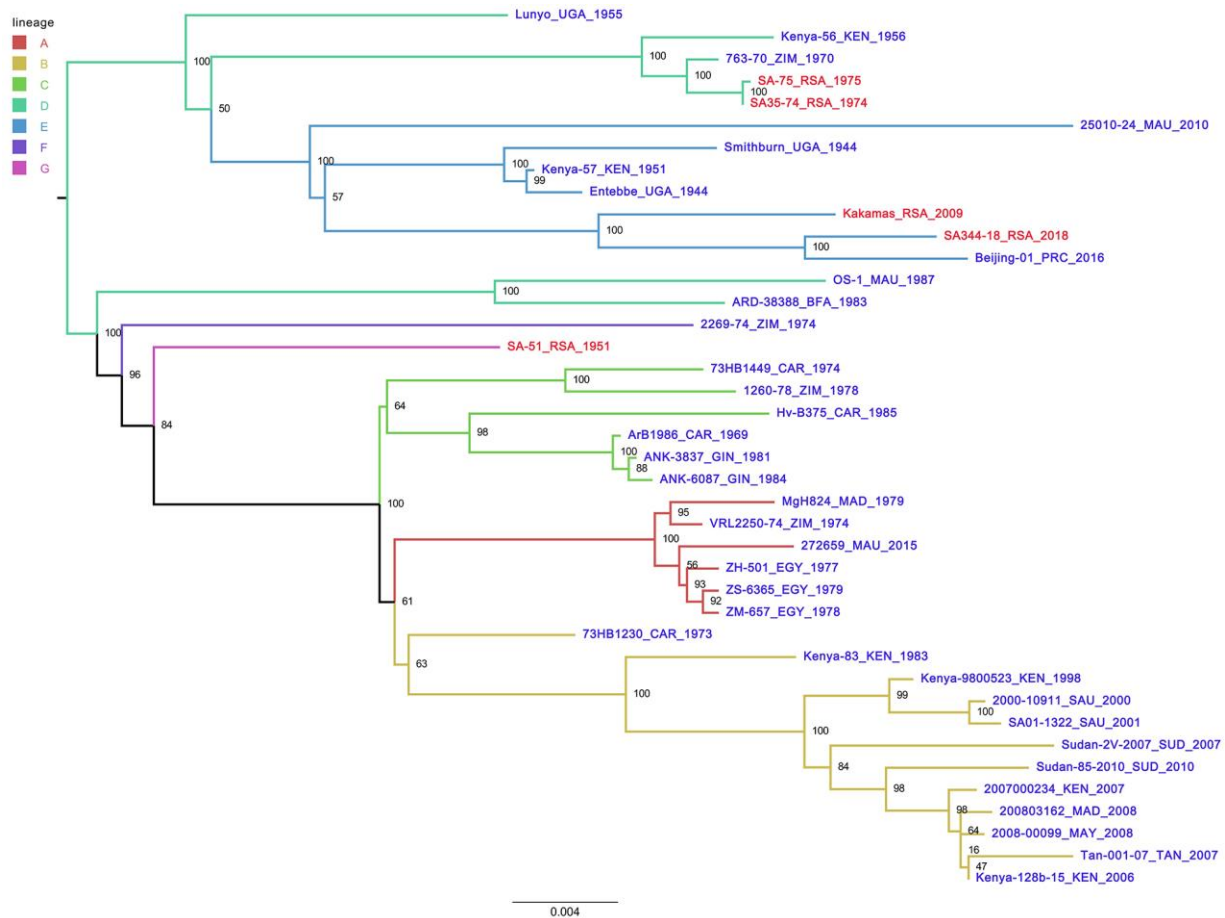 Lunyo_UGA_1955
lineage
A
B
C
D
E
F
G
Kenya-56_KEN_1956
100
763-70_ZIM_1970
100
100
SA-75_RSA_1975
100
SA35-74_RSA_1974
50
25010-24_MAU_2010
Smithburn_UGA_1944
100
100
Kenya-57_KEN_1951
99
Entebbe_UGA_1944
57
Kakamas_RSA_2009
100
SA344-18_RSA_2018
100
Beijing-01_PRC_2016
OS-1_MAU_1987
100
ARD-38388_BFA_1983
2269-74_ZIM_1974
100
SA-51_RSA_1951
96
73HB1449_CAR_1974
100
1260-78_ZIM_1978
64
Hv-B375_CAR_1985
84
98
ArB1986_CAR_1969
100
ANK-3837_GIN_1981
88
ANK-6087_GIN_1984
100
MgH824_MAD_1979
95
VRL2250-74_ZIM_1974
100
272659_MAU_2015
56
ZH-501_EGY_1977
93
ZS-6365_EGY_1979
92
ZM-657_EGY_1978
61
73HB1230_CAR_1973
63
Kenya-83_KEN_1983
100
Kenya-9800523_KEN_1998
99
2000-10911_SAU_2000
100
SA01-1322_SAU_2001
100
Sudan-2V-2007_SUD_2007
84
Sudan-85-2010_SUD_2010
98
2007000234_KEN_2007
98
200803162_MAD_2008
64
2008-00099_MAY_2008
16
Tan-001-07_TAN_2007
47
Kenya-128b-15_KEN_2006
0.004